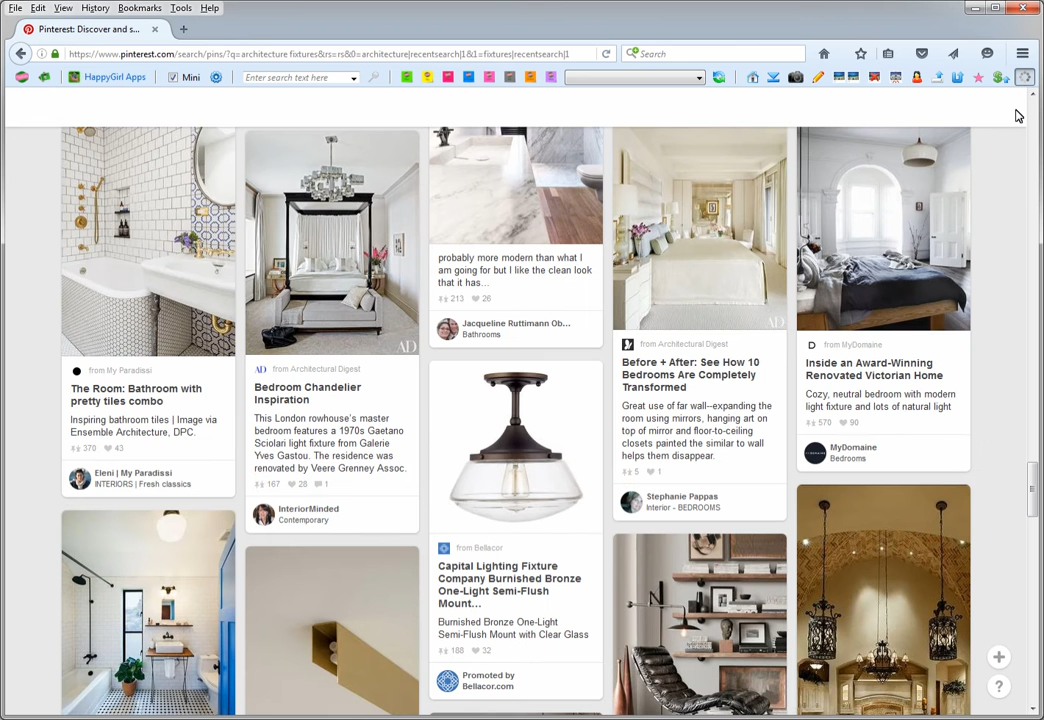 File Edit View History Bookmarks Tools Help
Pinterest: Discover and s...
https://www.pinterest.com/search/pins/?q=architecture fixtures&rs=rs&0=architecture|recentsearch|1&1=fixtures|recentsearch|1
Search
HappyGirl Apps
Mini
Enter search text here
from My Paradissi
The Room: Bathroom with
pretty tiles combo
Inspiring bathroom tiles | Image via
Ensemble Architecture, DPC.
370 43
Eleni | My Paradissi
INTERIORS | Fresh classics
AD
AD from Architectural Digest
Bedroom Chandelier
Inspiration
This London rowhouse's master
bedroom features a 1970s Gaetano
Sciolari light fixture from Galerie
Yves Gastou. The residence was
renovated by Veere Grenney Assoc.
167 28 1
InteriorMinded
Contemporary
probably more modern than what I
am going for but I like the clean look
that it has...
213 26
Jacqueline Ruttimann Ob...
Bathrooms
from Bellacor
Capital Lighting Fixture
Company Burnished Bronze
One-Light Semi-Flush
Mount...
Burnished Bronze One-Light
Semi-Flush Mount with Clear Glass
188 32
Promoted by
Bellacor.com
AD
from Architectural Digest
Before + After: See How 10
Bedrooms Are Completely
Transformed
Great use of far wall--expanding the
room using mirrors, hanging art on
top of mirror and floor-to-ceiling
closets painted the similar to wall
helps them disappear.
5 1
Stephanie Pappas
Interior - BEDROOMS
D from MyDomaine
Inside an Award-Winning
Renovated Victorian Home
Cozy, neutral bedroom with modern
light fixture and lots of natural light
570 90
MyDomaine
Bedrooms
+
?